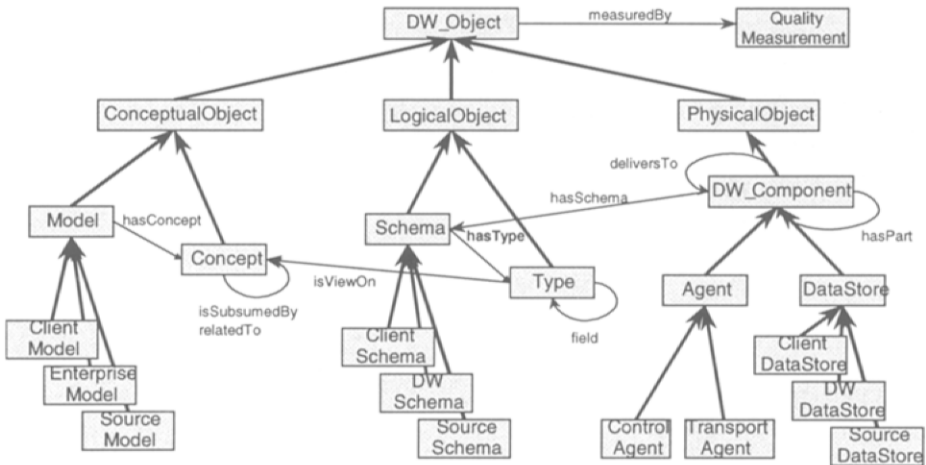 DW_Object
measuredBy
Quality
Measurement
ConceptualObject
LogicalObject
PhysicalObject
deliversTo
DW_Component
hasSchema
hasPart
Model
hasConcept
Schema
hasType
Concept
isViewOn
Type
Agent
DataStore
isSubsumedBy
relatedTo
field
Client
Model
Enterprise
Model
Source
Model
Client
Schema
DW
Schema
Source
Schema
Client
DataStore
DW
DataStore
Source
DataStore
Control
Agent
Transport
Agent